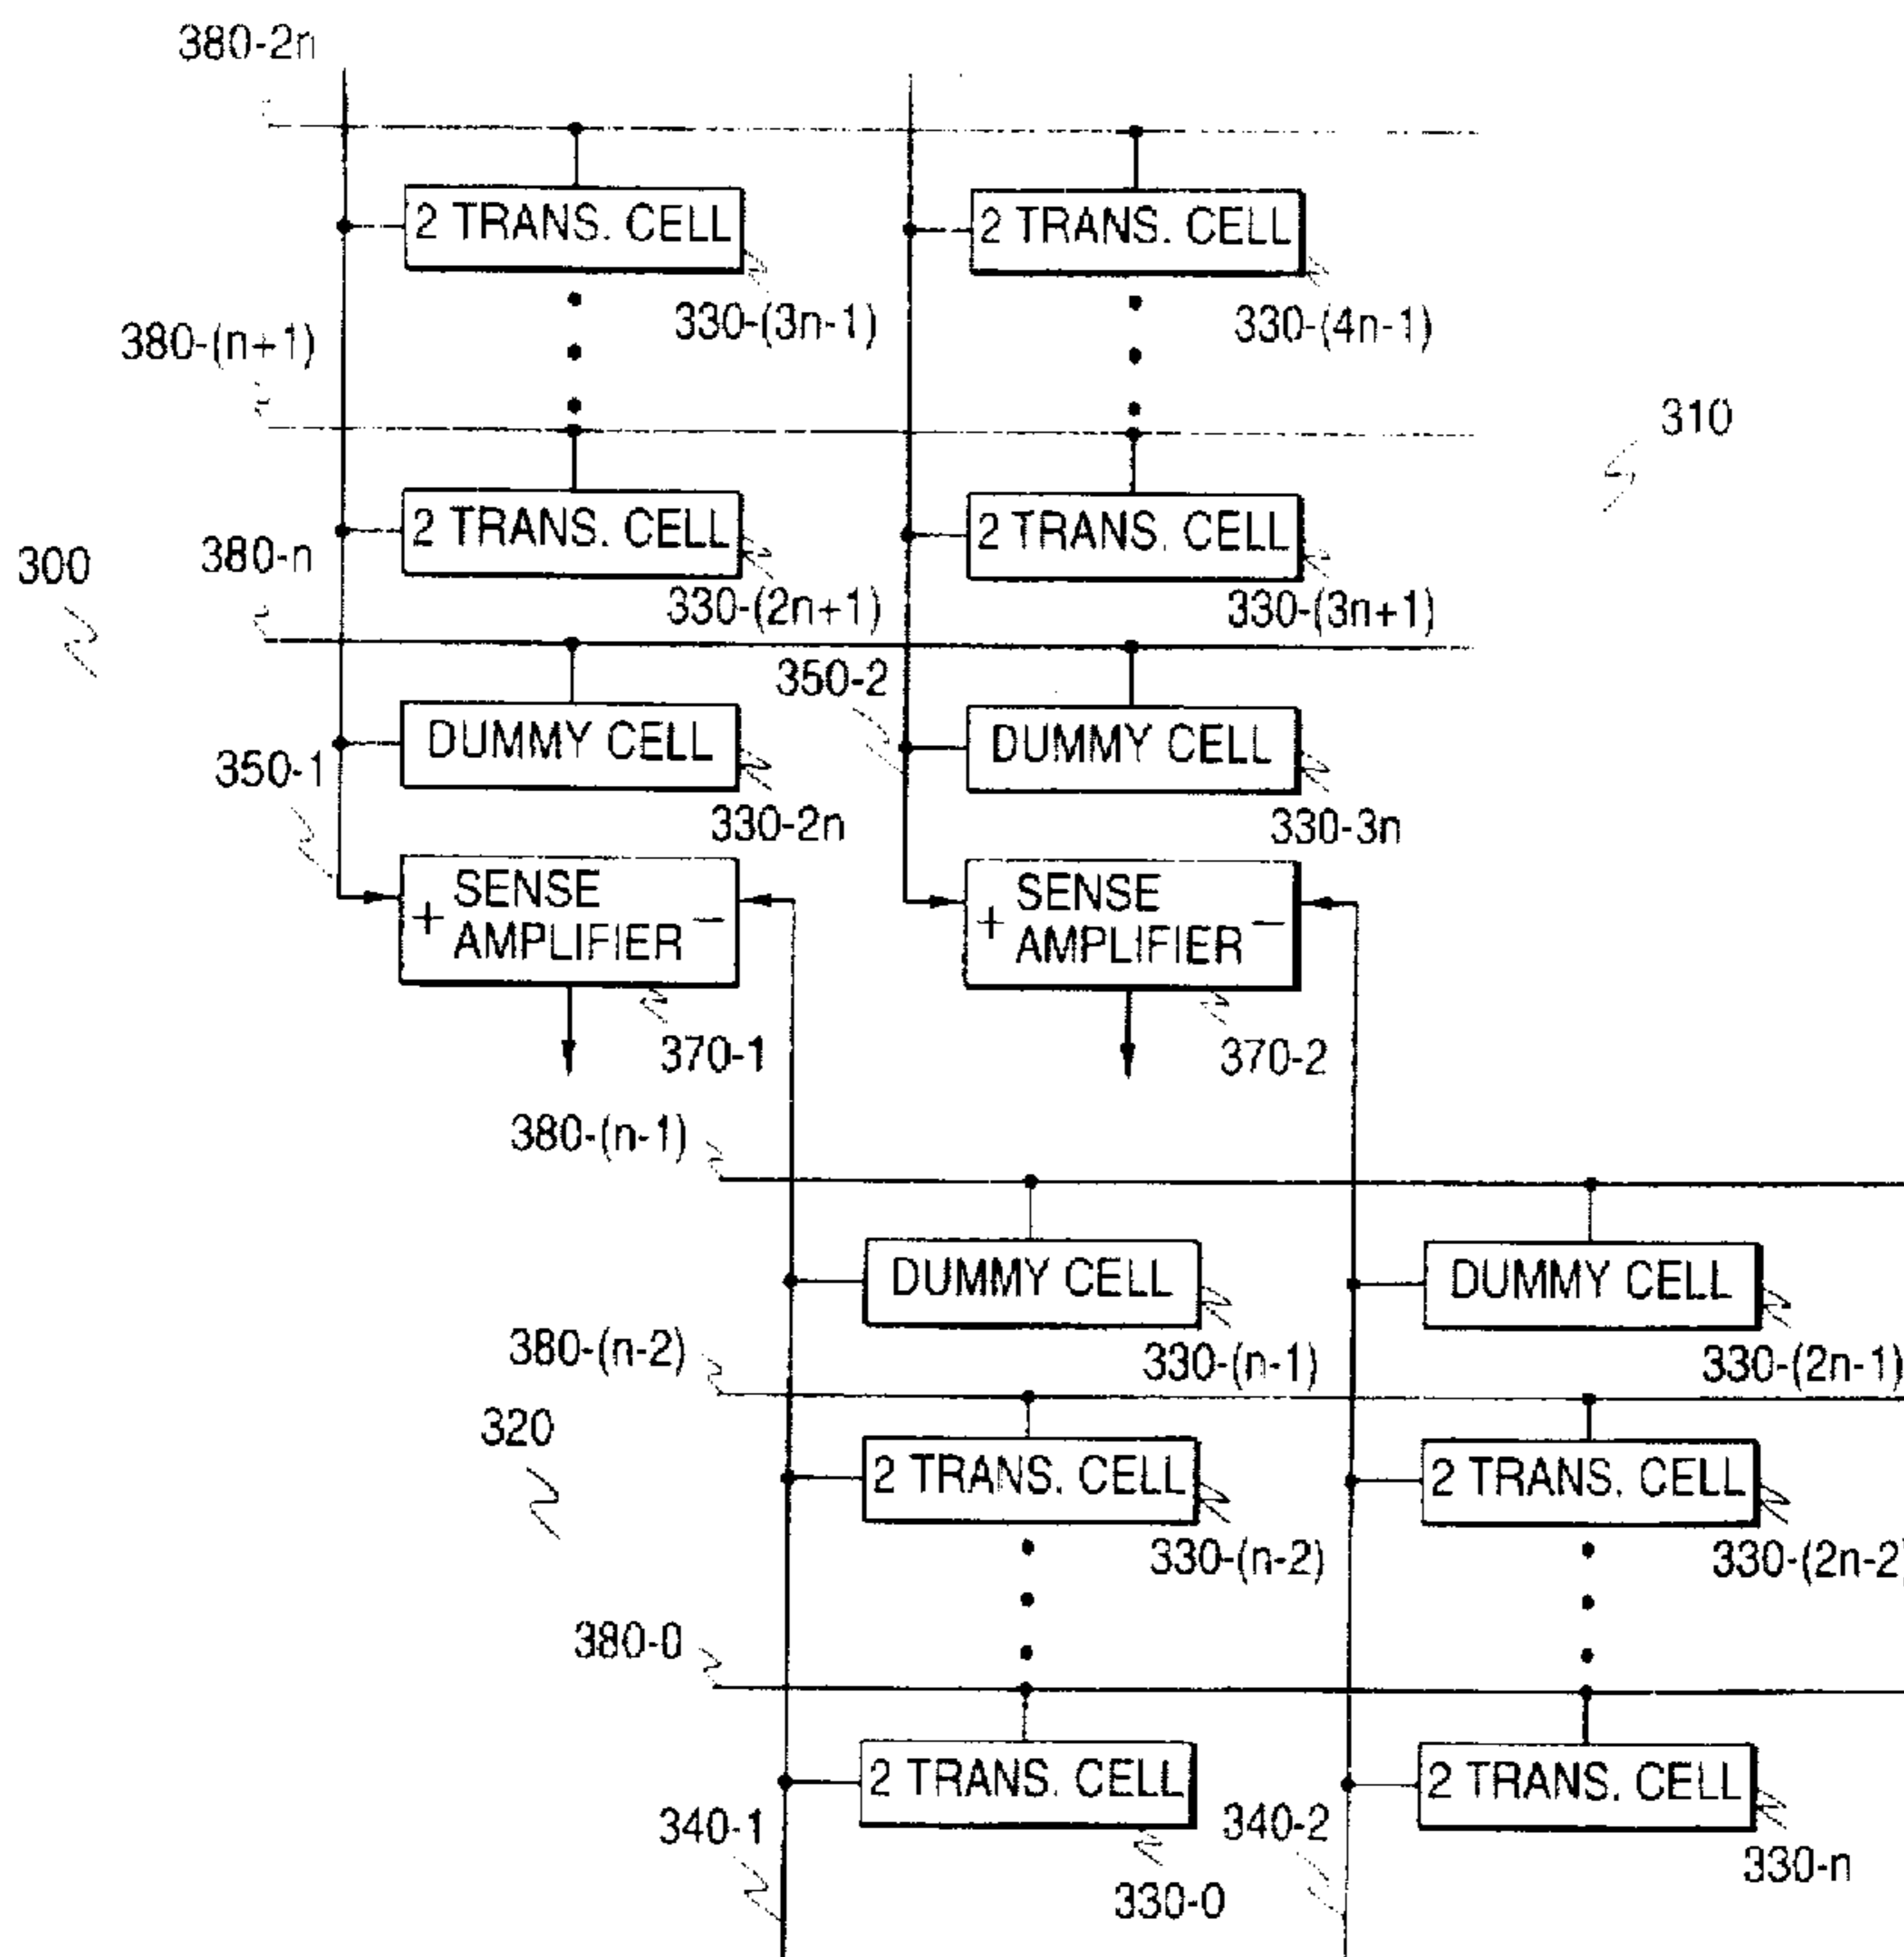 380-2n
2 TRANS. CELL
2 TRANS. CELL
330-(3n-1)
330-(4n-1)
380-(n+1)
310
2 TRANS. CELL
2 TRANS. CELL
300
380-n
330-(2n+1)
330-(3n+1)
350-2
DUMMY CELL
DUMMY CELL
350-1
330-2n
330-3n
+ SENSE AMPLIFIER −
+ SENSE AMPLIFIER −
370-1
370-2
380-(n-1)
DUMMY CELL
DUMMY CELL
380-(n-2)
330-(n-1)
330-(2n-1)
320
2 TRANS. CELL
2 TRANS. CELL
330-(n-2)
330-(2n-2)
380-0
2 TRANS. CELL
2 TRANS. CELL
340-1
340-2
330-0
330-n